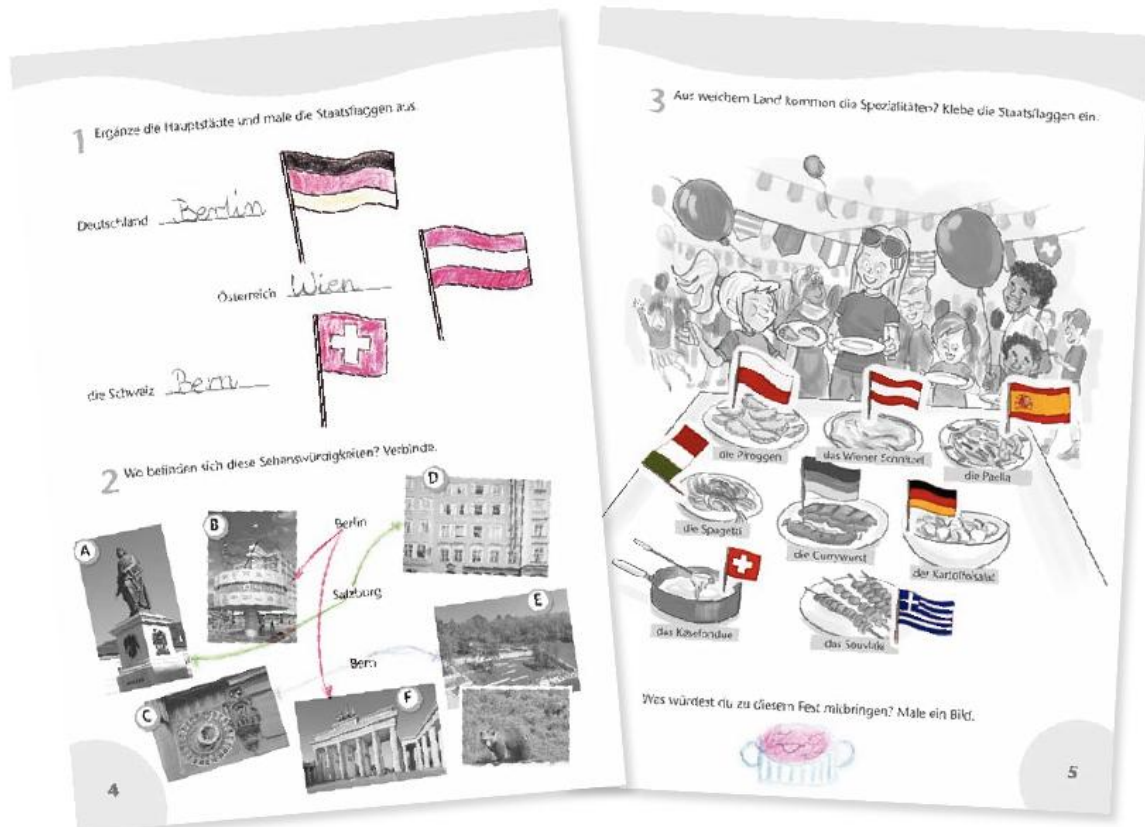 1 Ergänze die Hauptstädte und male die Staatsflaggen aus.
Deutschland Berlin
Österreich Wien
die Schweiz Bern
2 Wo befinden sich diese Sehenswürdigkeiten? Verbinde.
A
B
Berlin
D
Salzburg
E
Bern
C
F
4
3 Aus welchem Land kommen die Spezialitäten? Klebe die Staatsflaggen ein.
die Piroggen
das Wiener Schnitzel
die Paella
die Spagetti
die Currywurst
der Kartoffelsalat
das Käsefondue
das Souvlaki
Was würdest du zu diesem Fest mitbringen? Male ein Bild.
5